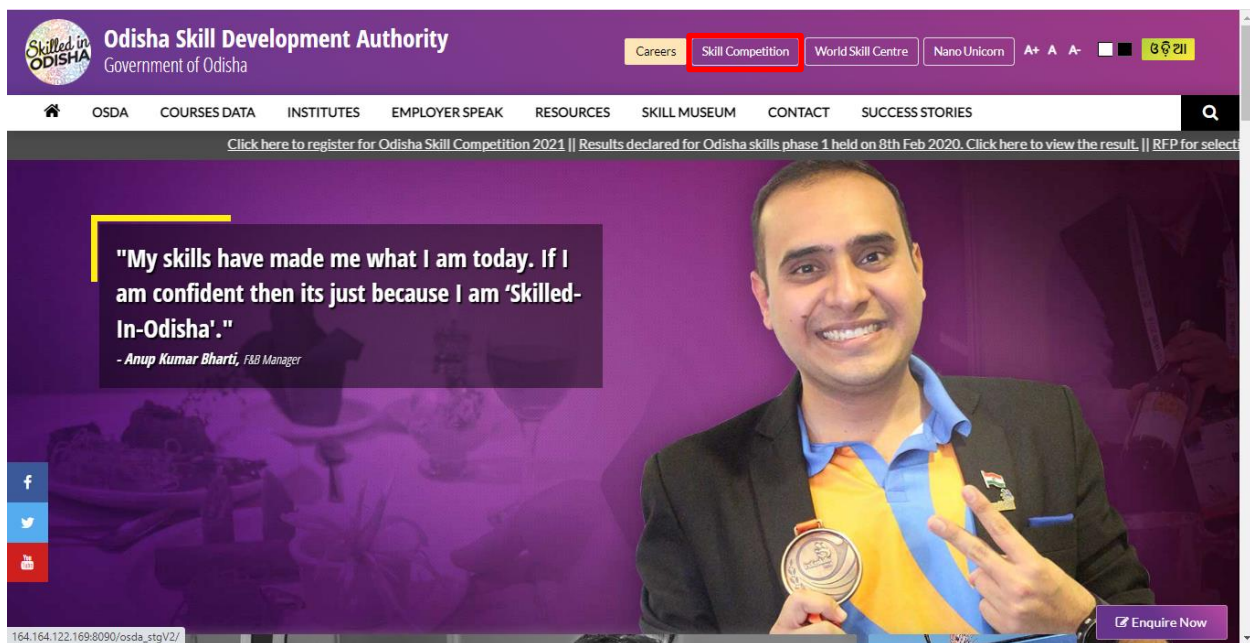 Skilled in
ODISHA
Odisha Skill Development Authority
Government of Odisha
Careers
Skill Competition
World Skill Centre
Nano Unicorn
A+ A A-
ଓଡ଼ିଆ
OSDA COURSES DATA INSTITUTES EMPLOYER SPEAK RESOURCES SKILL MUSEUM CONTACT SUCCESS STORIES
Click here to register for Odisha Skill Competition 2021 || Results declared for Odisha skills phase 1 held on 8th Feb 2020. Click here to view the result. || RFP for selecti
"My skills have made me what I am today. If I
am confident then its just because I am ‘Skilled-
In-Odisha'."
- Anup Kumar Bharti, F&B Manager
f
You
Tube
Enquire Now
164.164.122.169:8090/osda_stgV2/